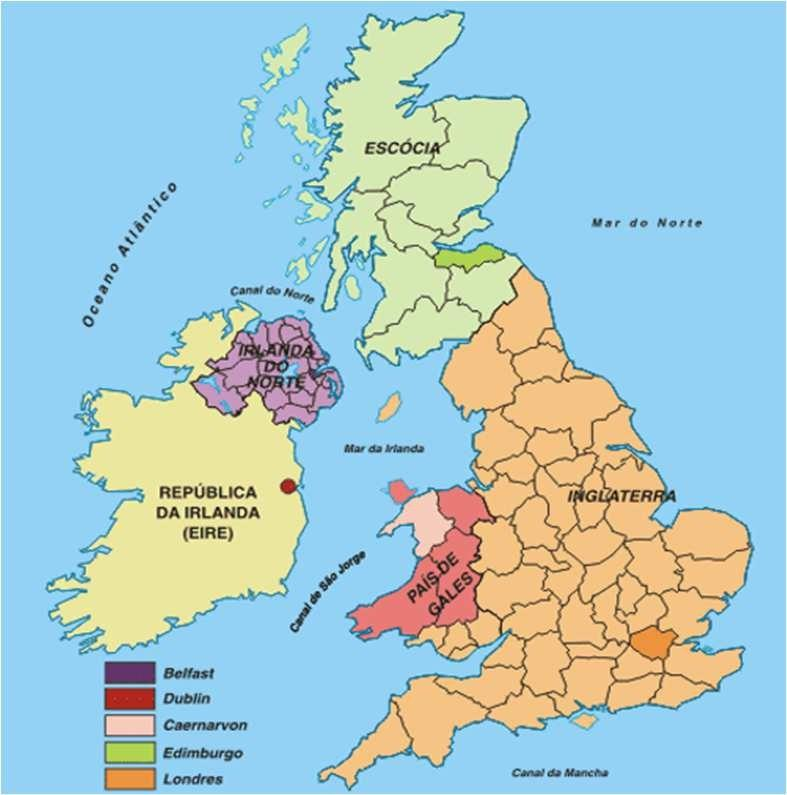 ESCÓCIA
Oceano Atlântico
Mar do Norte
Canal do Norte
IRLANDA
DO
NORTE
Mar da Irlanda
REPÚBLICA
DA IRLANDA
(EIRE)
INGLATERRA
PAÍS DE
GALES
Canal de São Jorge
Belfast
Dublin
Caernarvon
Edimburgo
Londres
Canal da Mancha